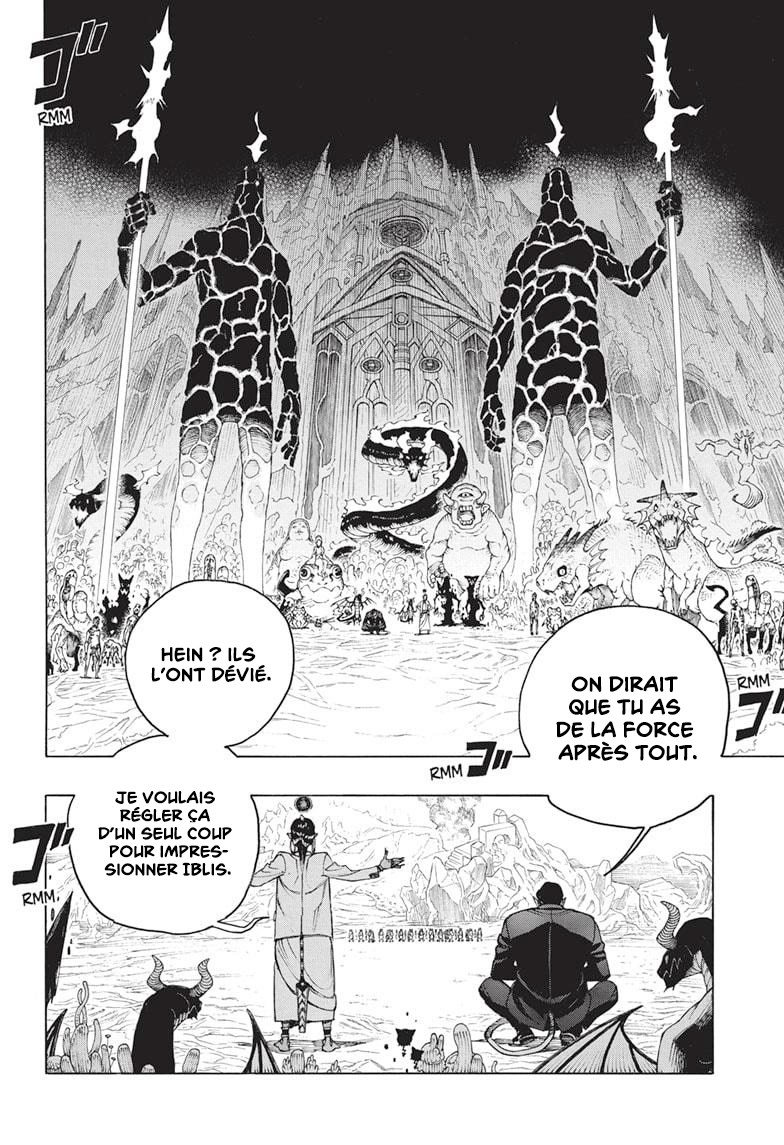 ゴ
RMM
ON DIRAIT
QUE TU AS
DE LA FORCE
APRÈS TOUT.
HEIN ? ILS
L'ONT DÉVIÉ.
RMM
ゴ
RMM
ゴ
JE VOULAIS
RÉGLER ÇA
D'UN SEUL COUP
POUR IMPRES-
SIONNER IBLIS.
ゴ
RMM